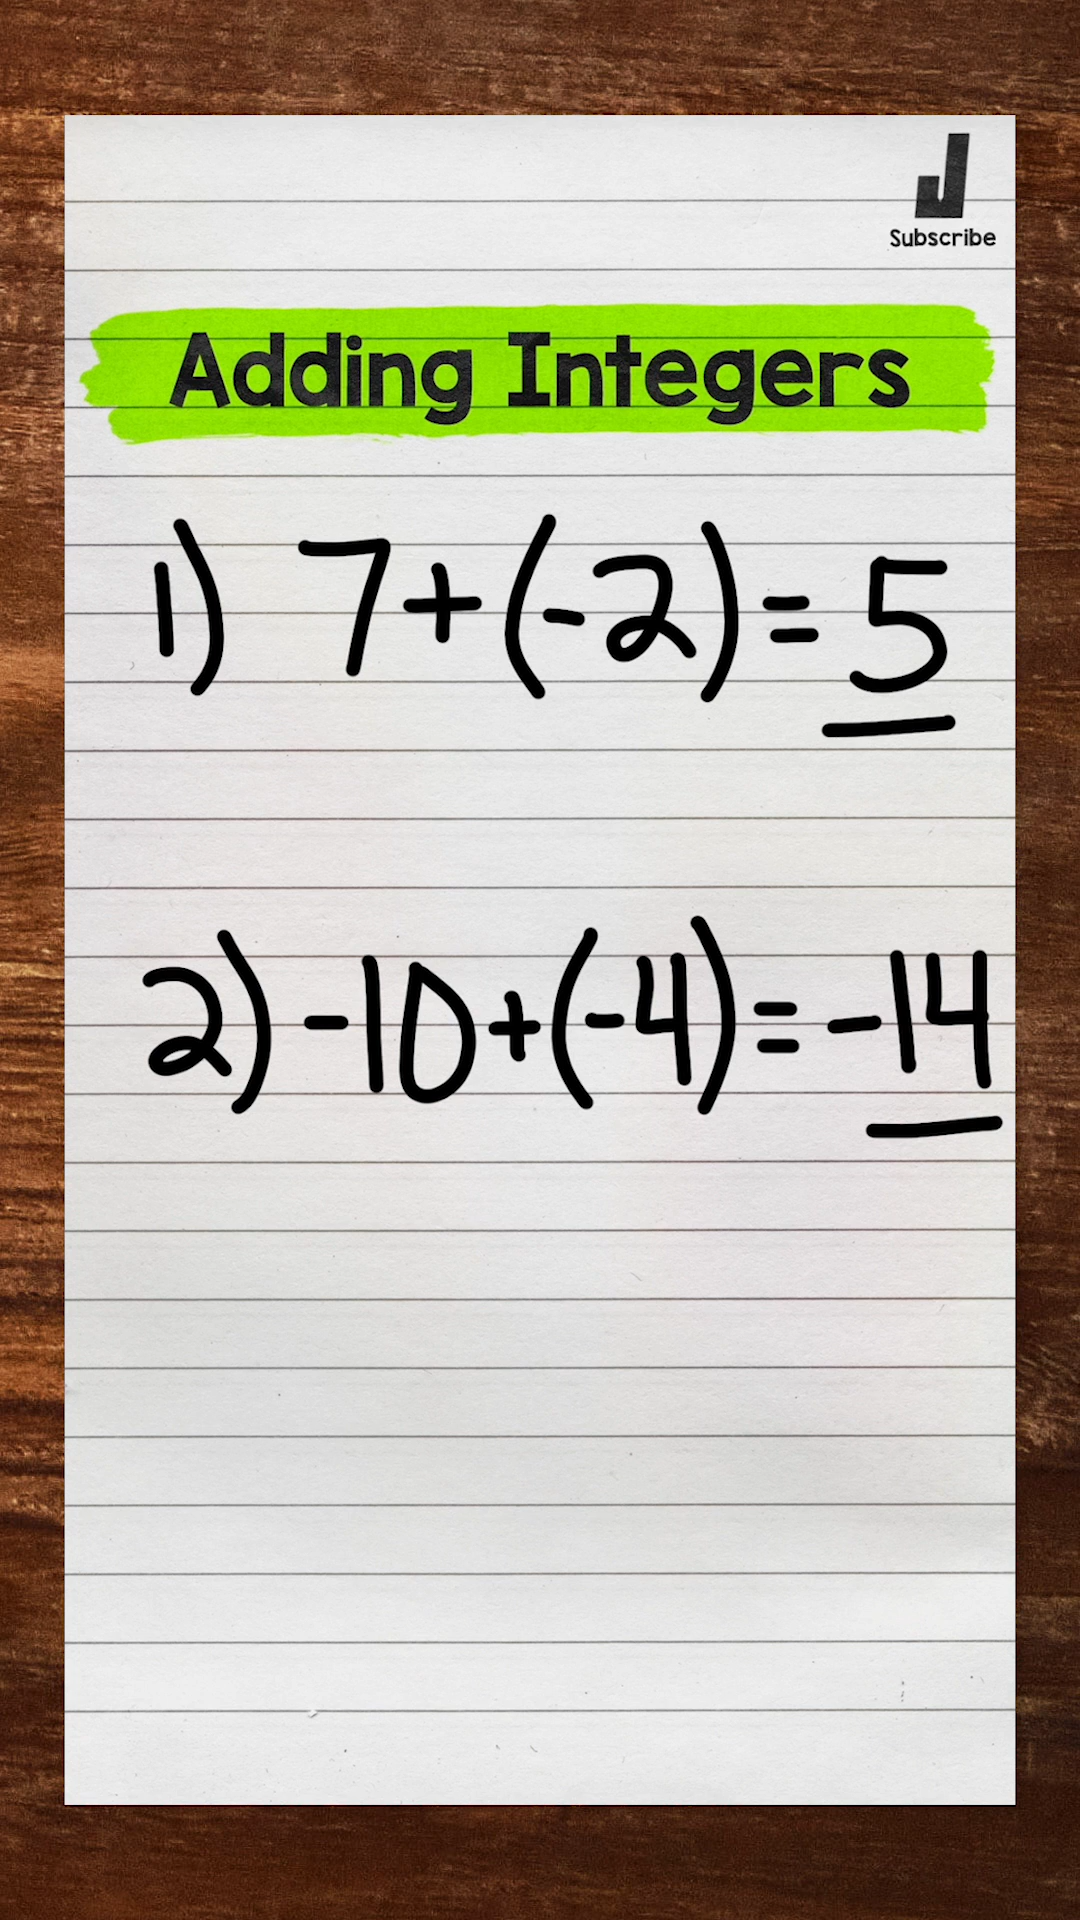 J
Subscribe
Adding Integers
1) 7+(-2)=5
2) -10+(-4)=-14